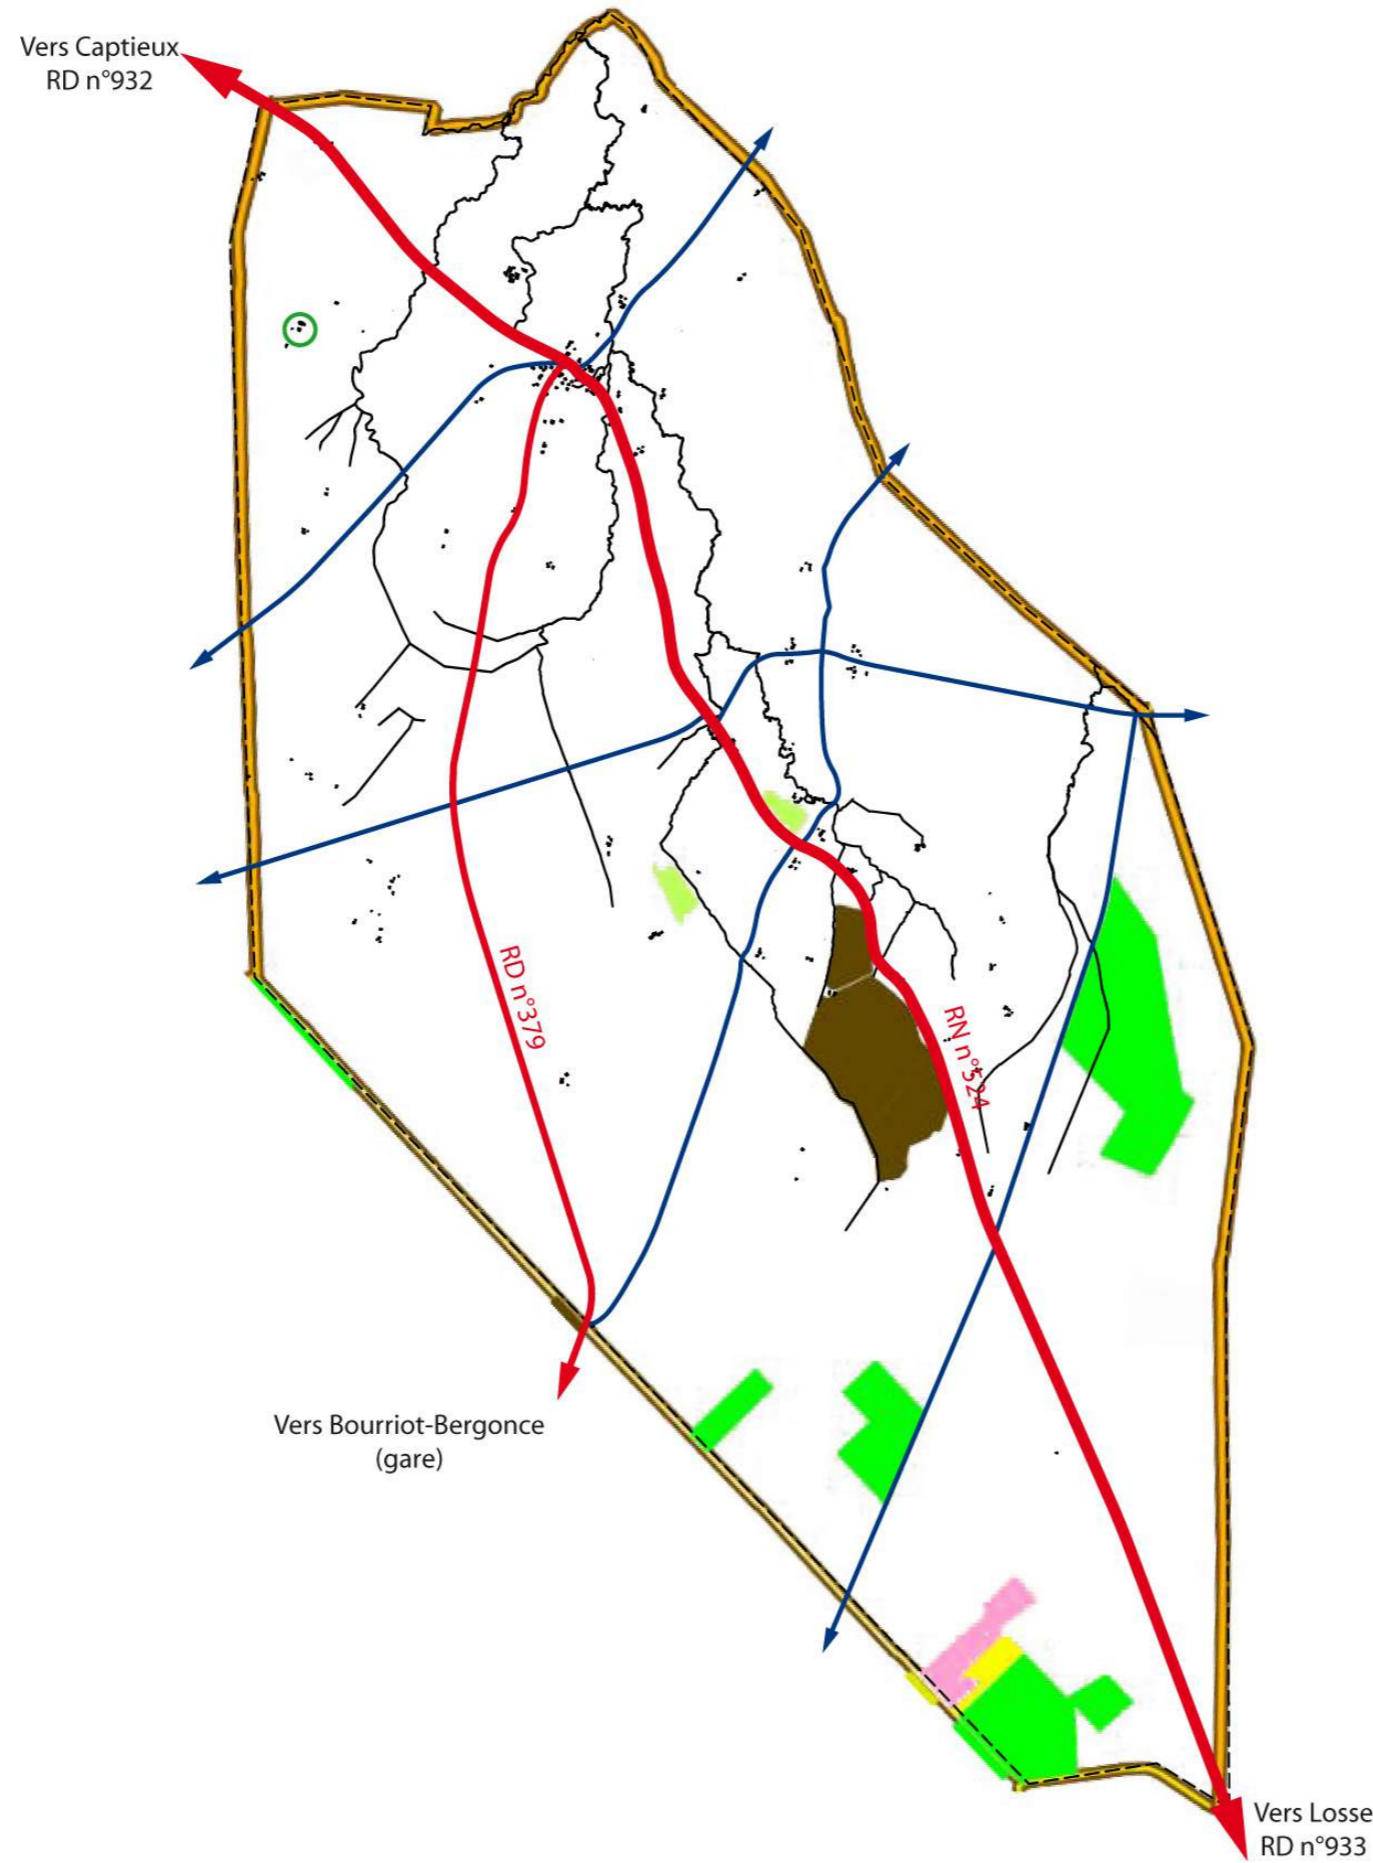 Vers Captieux
RD n°932
RD n°379
RN n°524
Vers Bourriot-Bergonce
(gare)
Vers Losse
RD n°933